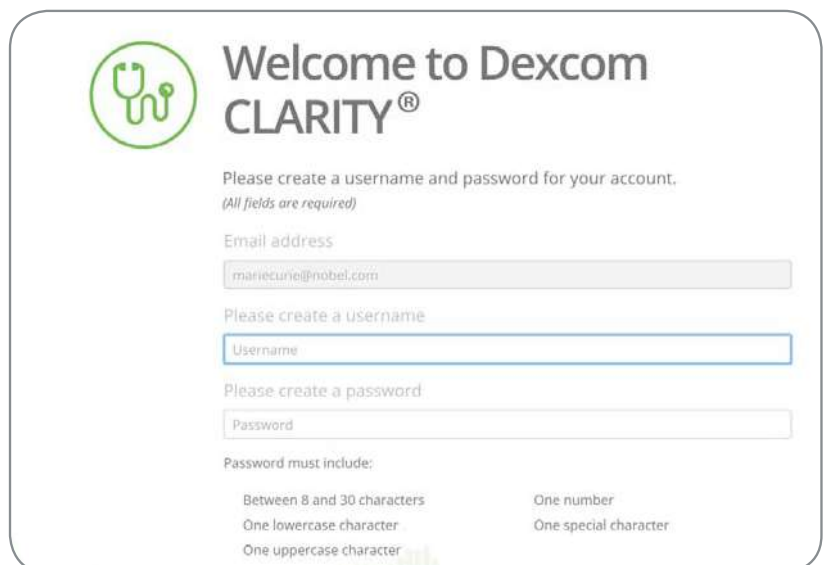 Welcome to Dexcom
CLARITY®
Please create a username and password for your account.
(All fields are required)
Email address
mariecurie@nobel.com
Please create a username
Username
Please create a password
Password
Password must include:
Between 8 and 30 characters
One number
One lowercase character
One special character
One uppercase character